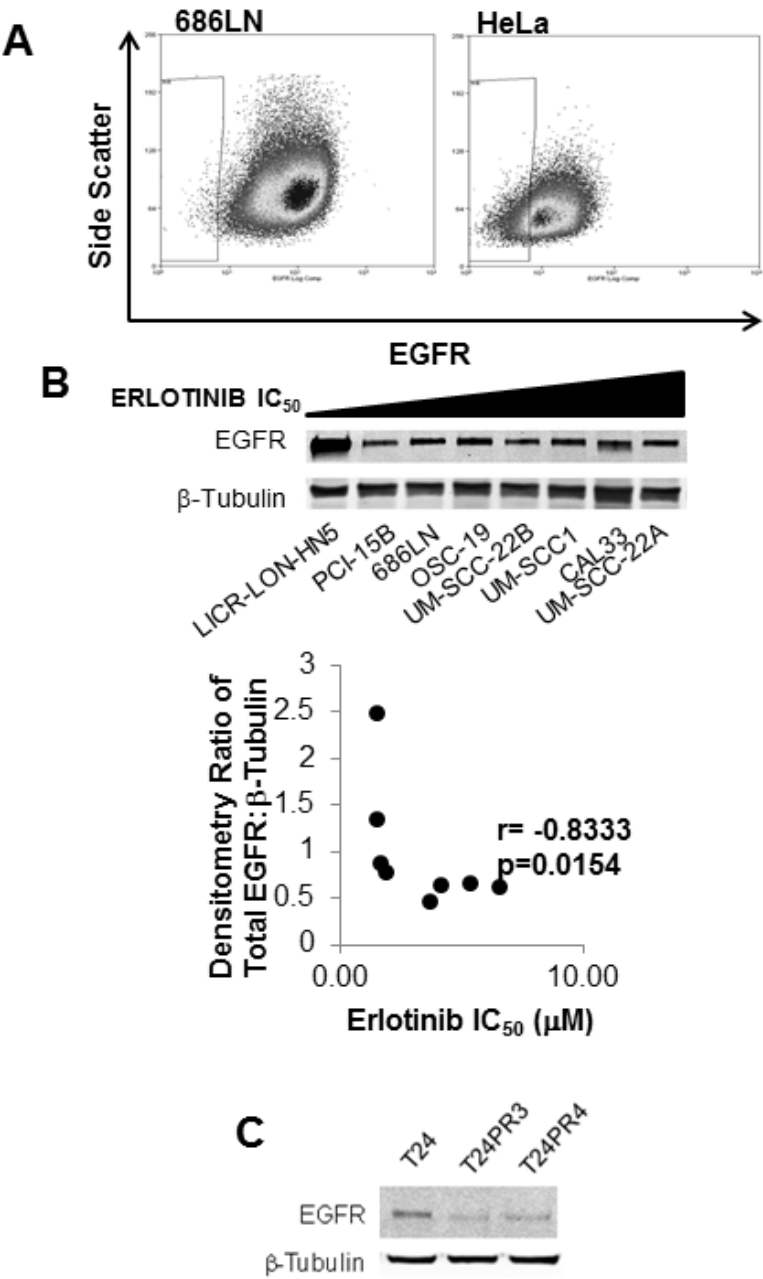 A
686LN
HeLa
Side Scatter
EGFR
B
ERLOTINIB IC50
EGFR
β-Tubulin
LICR-LON-HN5
PCI-15B
686LN
OSC-19
UM-SCC-22B
UM-SCC1
CAL33
UM-SCC-22A
Densitometry Ratio of
Total EGFR:β-Tubulin
3
2.5
2
1.5
1
0.5
0
r= -0.8333
p=0.0154
0.00
10.00
Erlotinib IC50 (μM)
C
T24
T24PR3
T24PR4
EGFR
β-Tubulin